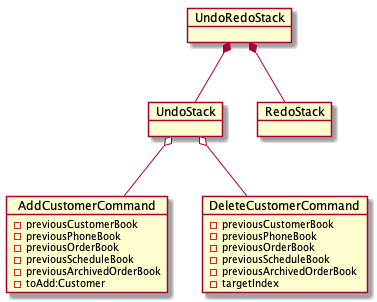 UndoRedoStack
UndoStack
RedoStack
AddCustomerCommand
previousCustomerBook
previousPhoneBook
previousOrderBook
previousScheduleBook
previousArchivedOrderBook
toAdd:Customer
DeleteCustomerCommand
previousCustomerBook
previousPhoneBook
previousOrderBook
previousScheduleBook
previousArchivedOrderBook
targetIndex